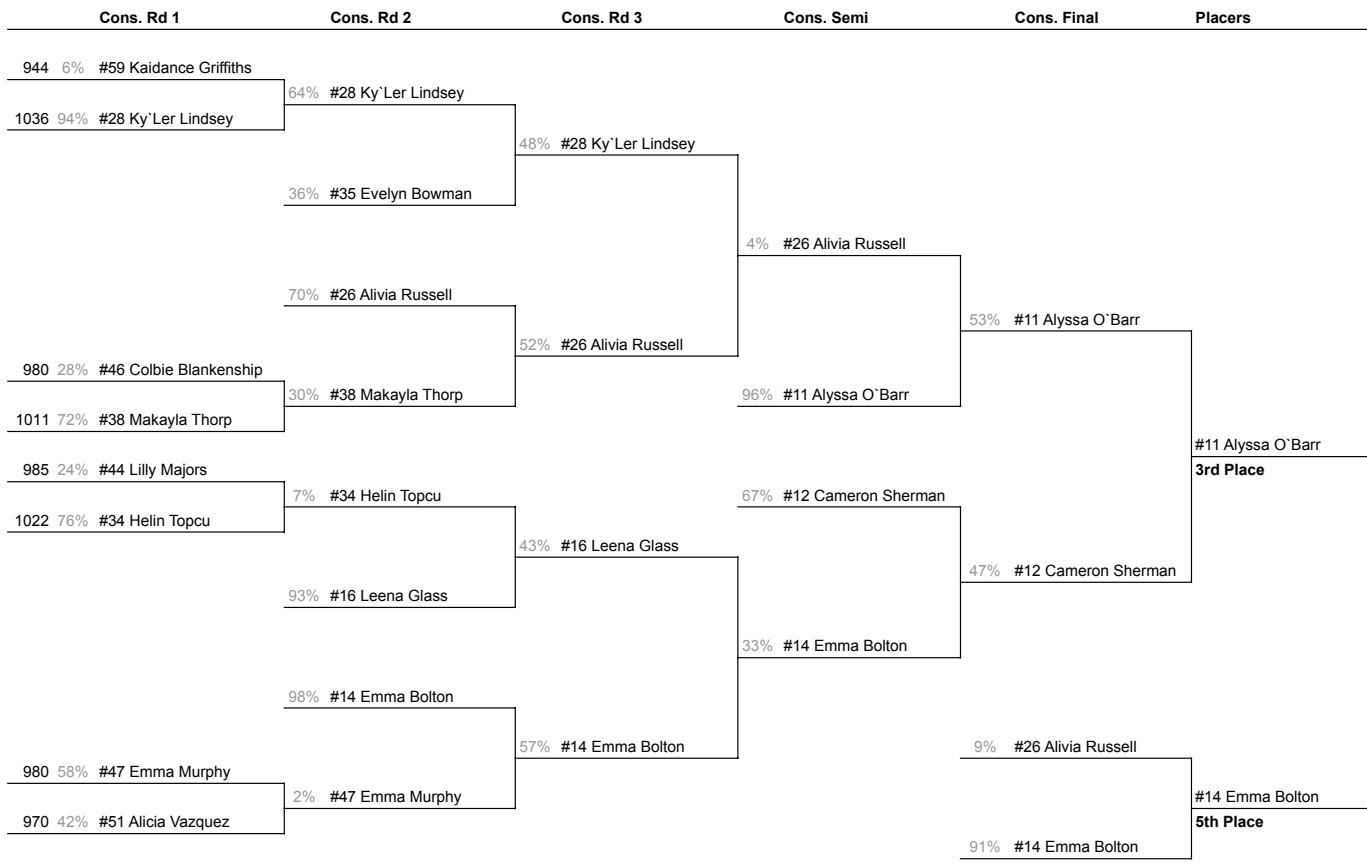 Cons. Rd 1 Cons. Rd 2 Cons. Rd 3 Cons. Semi Cons. Final Placers
944 6% #59 Kaidance Griffiths
64% #28 Ky`Ler Lindsey
1036 94% #28 Ky`Ler Lindsey
48% #28 Ky`Ler Lindsey
36% #35 Evelyn Bowman
4% #26 Alivia Russell
70% #26 Alivia Russell
53% #11 Alyssa O`Barr
52% #26 Alivia Russell
980 28% #46 Colbie Blankenship
30% #38 Makayla Thorp
96% #11 Alyssa O`Barr
1011 72% #38 Makayla Thorp
#11 Alyssa O`Barr
985 24% #44 Lilly Majors
3rd Place
7% #34 Helin Topcu
67% #12 Cameron Sherman
1022 76% #34 Helin Topcu
43% #16 Leena Glass
47% #12 Cameron Sherman
93% #16 Leena Glass
33% #14 Emma Bolton
98% #14 Emma Bolton
57% #14 Emma Bolton
9% #26 Alivia Russell
980 58% #47 Emma Murphy
2% #47 Emma Murphy
#14 Emma Bolton
970 42% #51 Alicia Vazquez
5th Place
91% #14 Emma Bolton